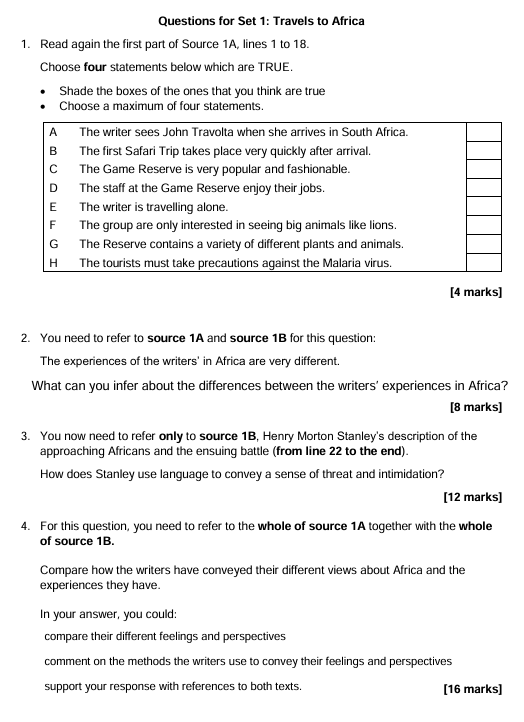 Questions for Set 1: Travels to Africa
1. Read again the first part of Source 1A, lines 1 to 18.
Choose four statements below which are TRUE.
• Shade the boxes of the ones that you think are true
• Choose a maximum of four statements.
A The writer sees John Travolta when she arrives in South Africa.
B The first Safari Trip takes place very quickly after arrival.
C The Game Reserve is very popular and fashionable.
D The staff at the Game Reserve enjoy their jobs.
E The writer is travelling alone.
F The group are only interested in seeing big animals like lions.
G The Reserve contains a variety of different plants and animals.
H The tourists must take precautions against the Malaria virus.
[4 marks]
2. You need to refer to source 1A and source 1B for this question:
The experiences of the writers' in Africa are very different.
What can you infer about the differences between the writers' experiences in Africa?
[8 marks]
3. You now need to refer only to source 1B, Henry Morton Stanley's description of the
approaching Africans and the ensuing battle (from line 22 to the end).
How does Stanley use language to convey a sense of threat and intimidation?
[12 marks]
4. For this question, you need to refer to the whole of source 1A together with the whole
of source 1B.
Compare how the writers have conveyed their different views about Africa and the
experiences they have.
In your answer, you could:
compare their different feelings and perspectives
comment on the methods the writers use to convey their feelings and perspectives
support your response with references to both texts.
[16 marks]